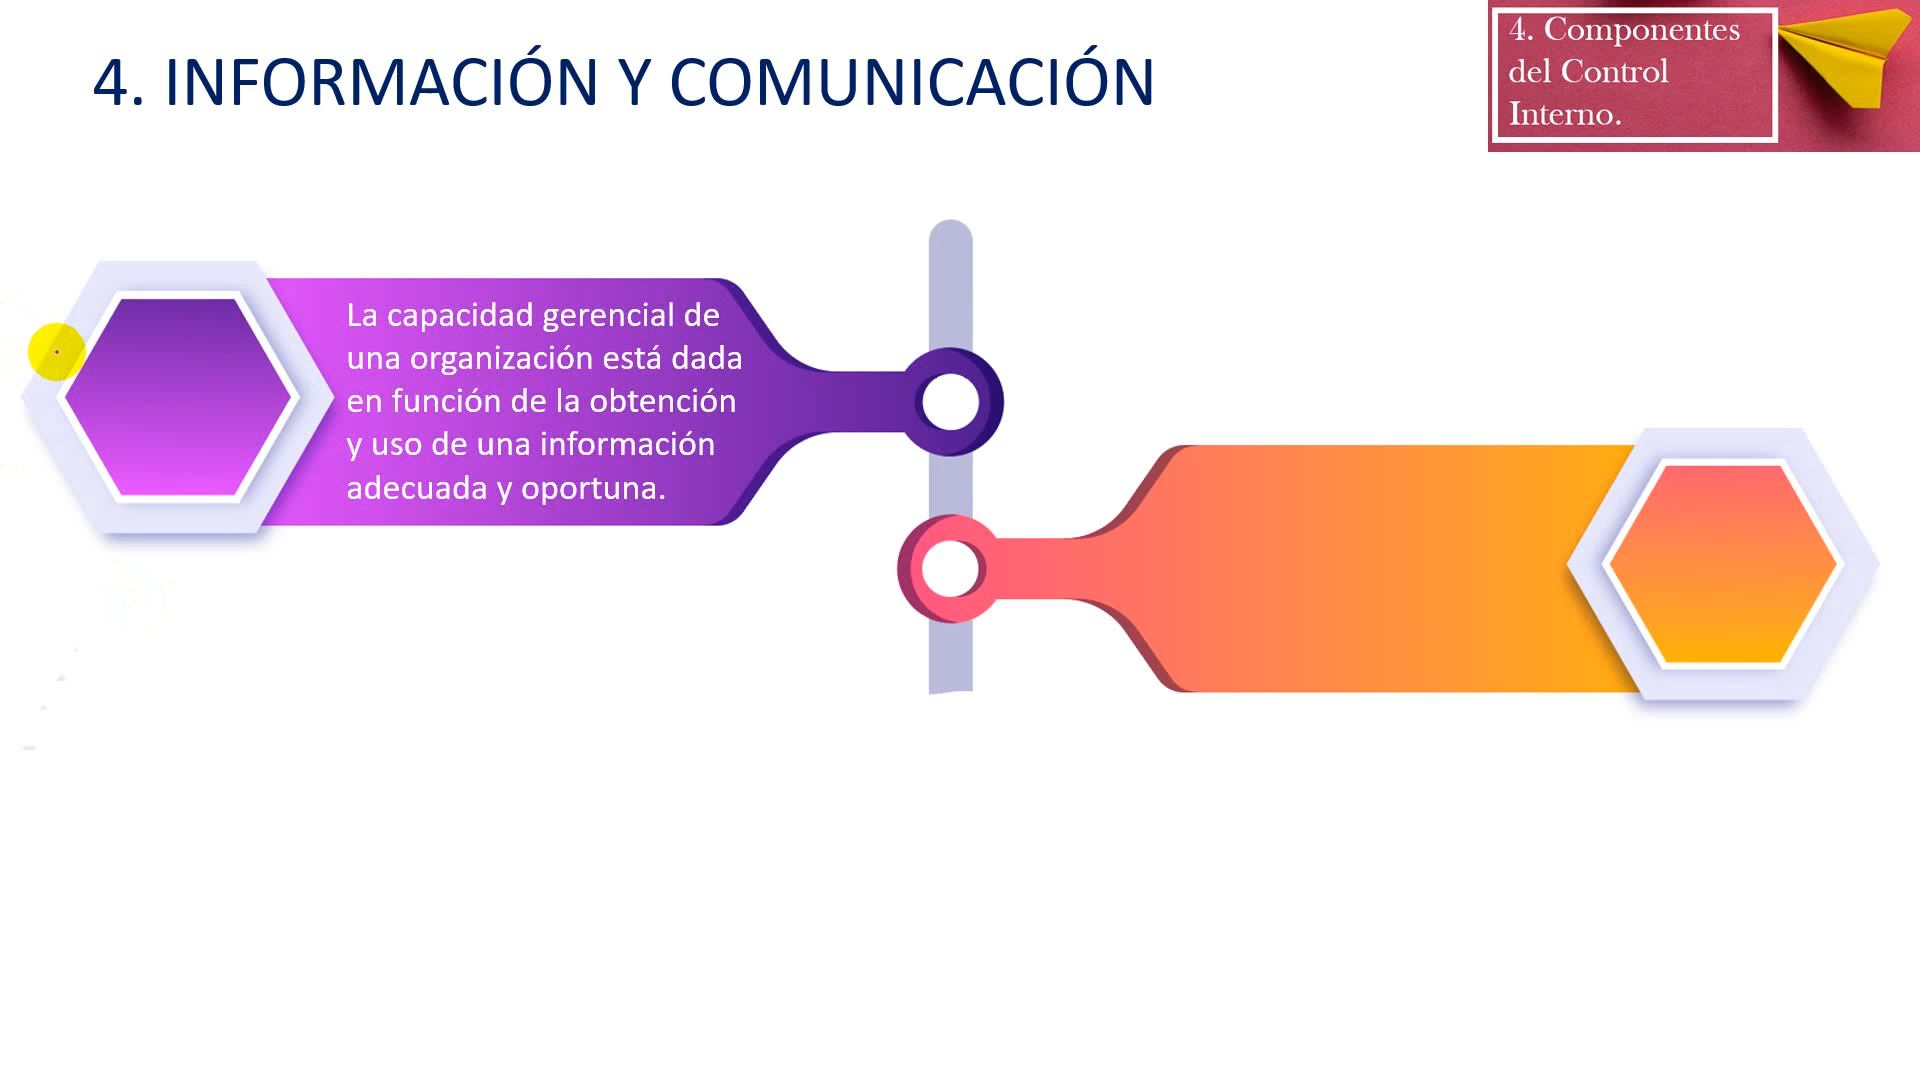 4. INFORMACIÓN Y COMUNICACIÓN
4. Componentes
del Control
Interno.
La capacidad gerencial de
una organización está dada
en función de la obtención
y uso de una información
adecuada y oportuna.